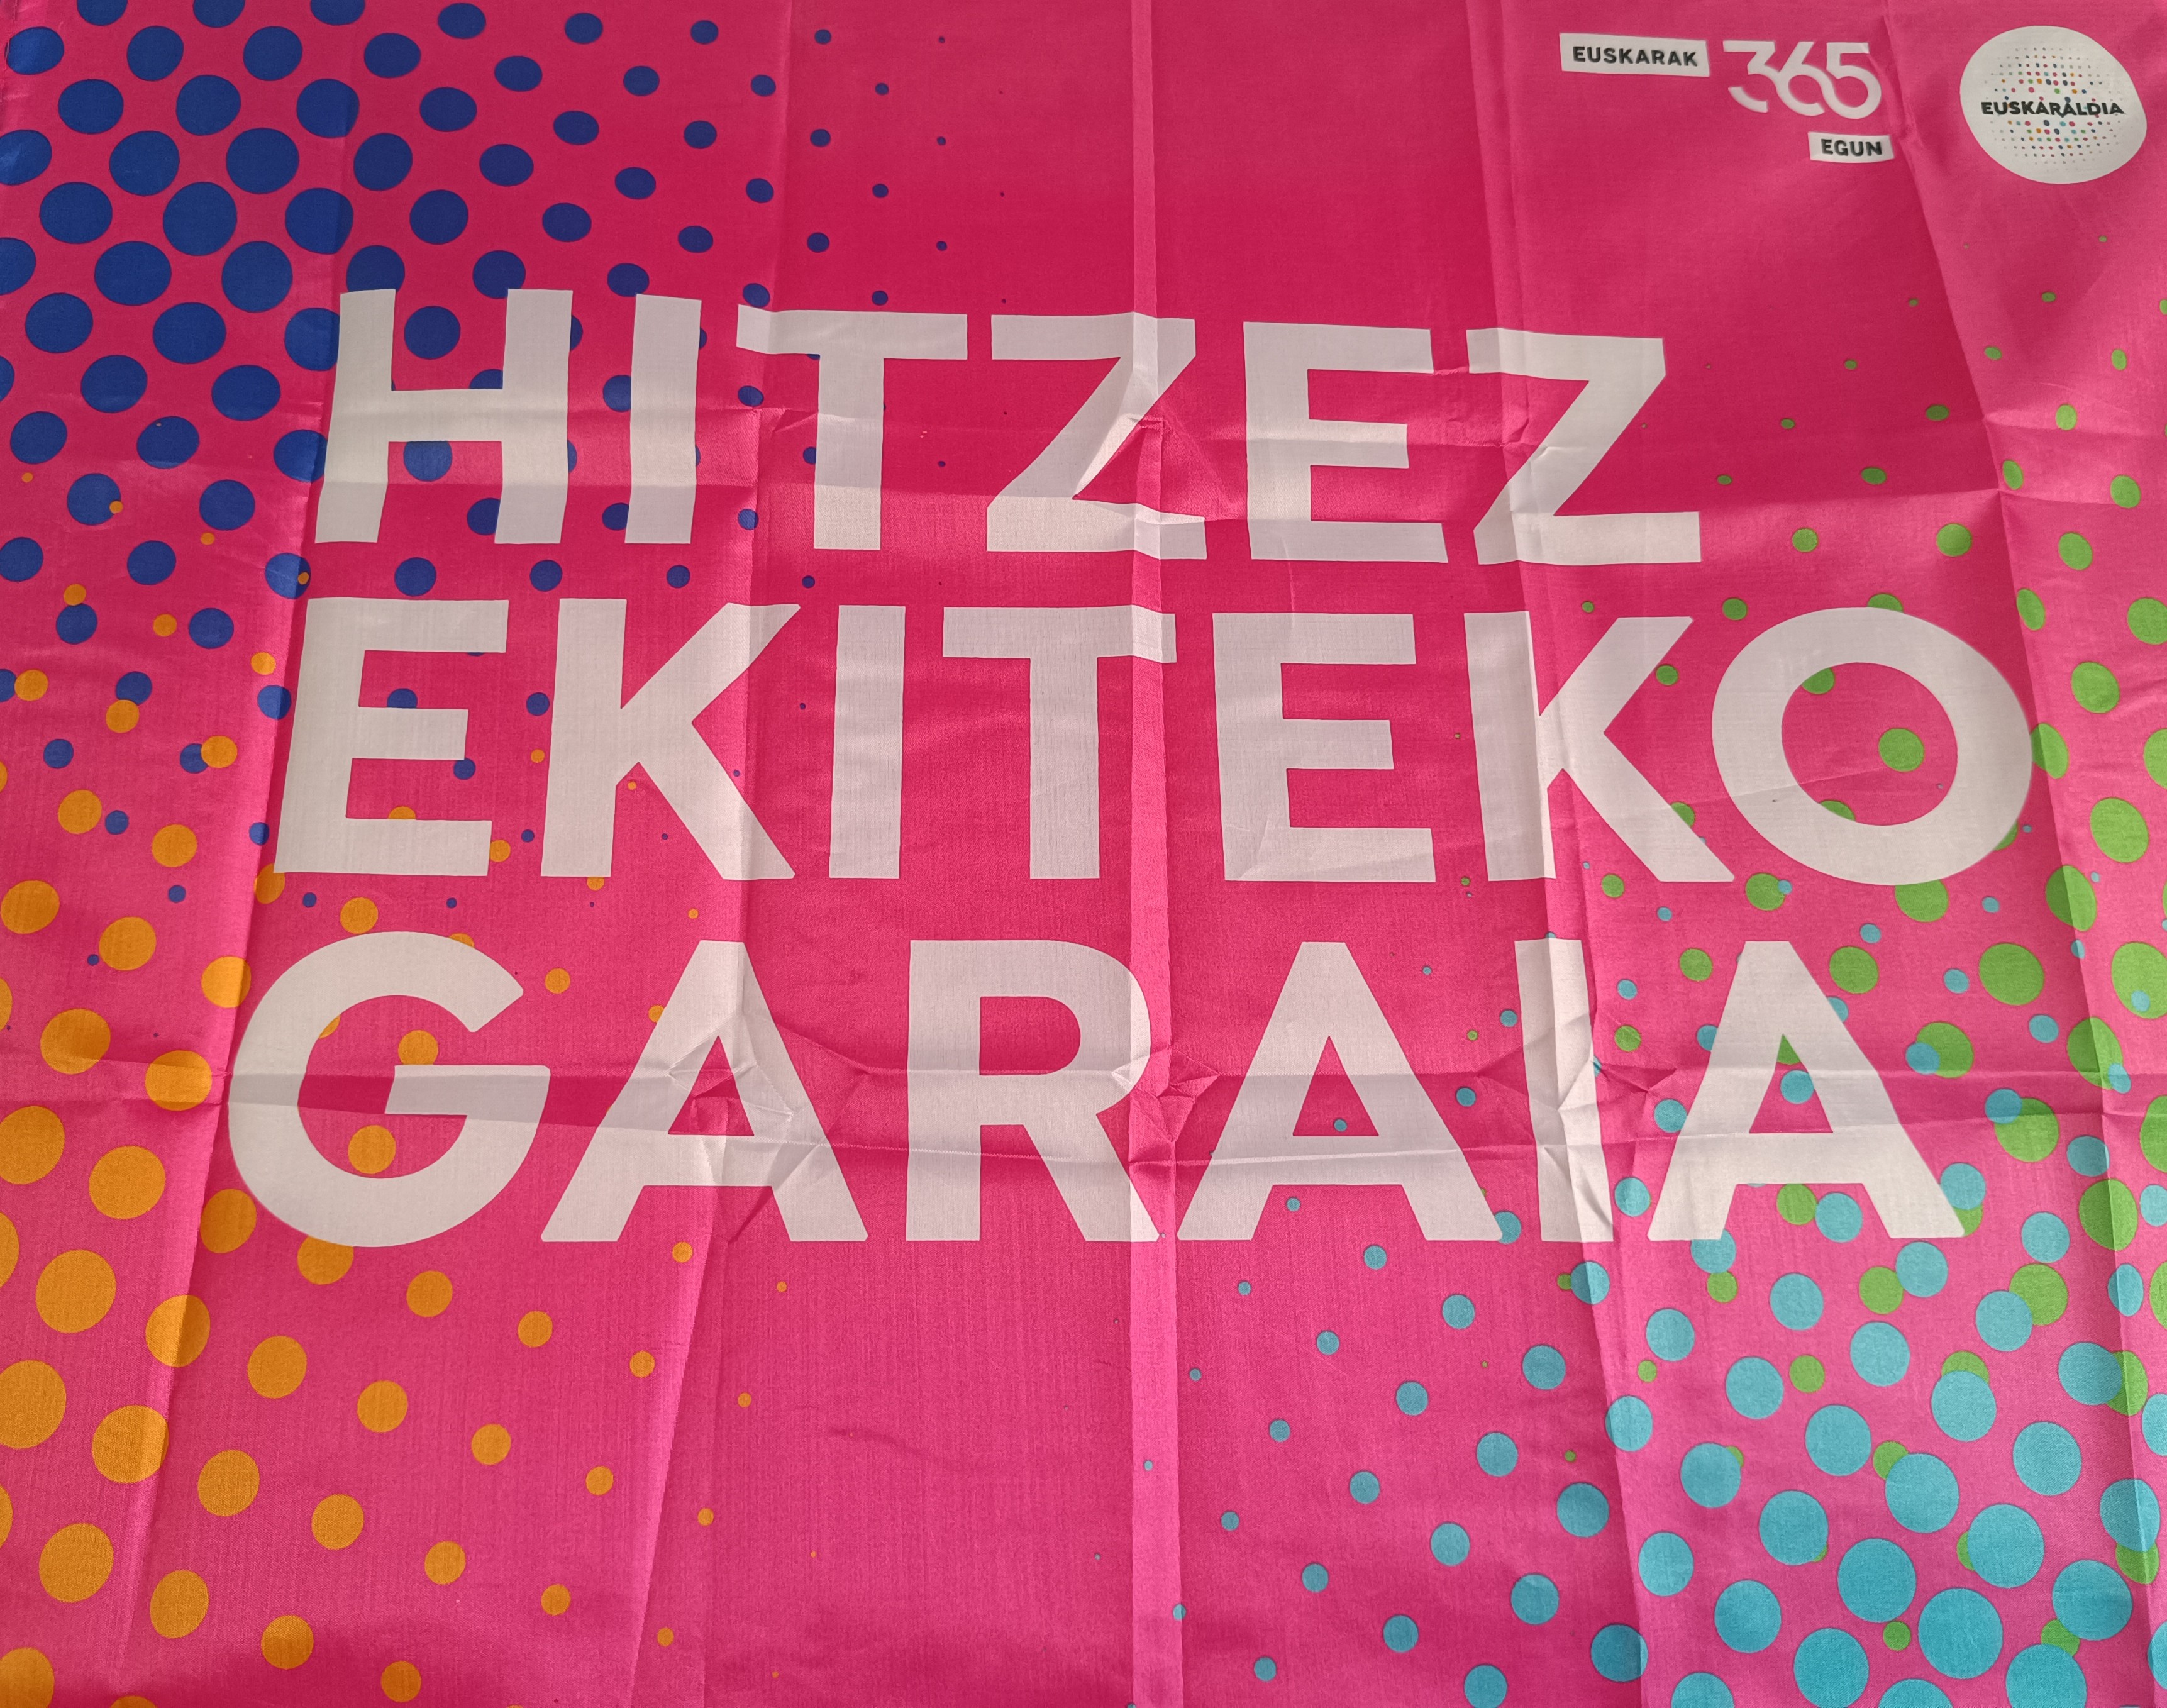 EUSKARAK 365 EGUN
EUSKARALDIA
HITZEZ
EKITEKO
GARAIA